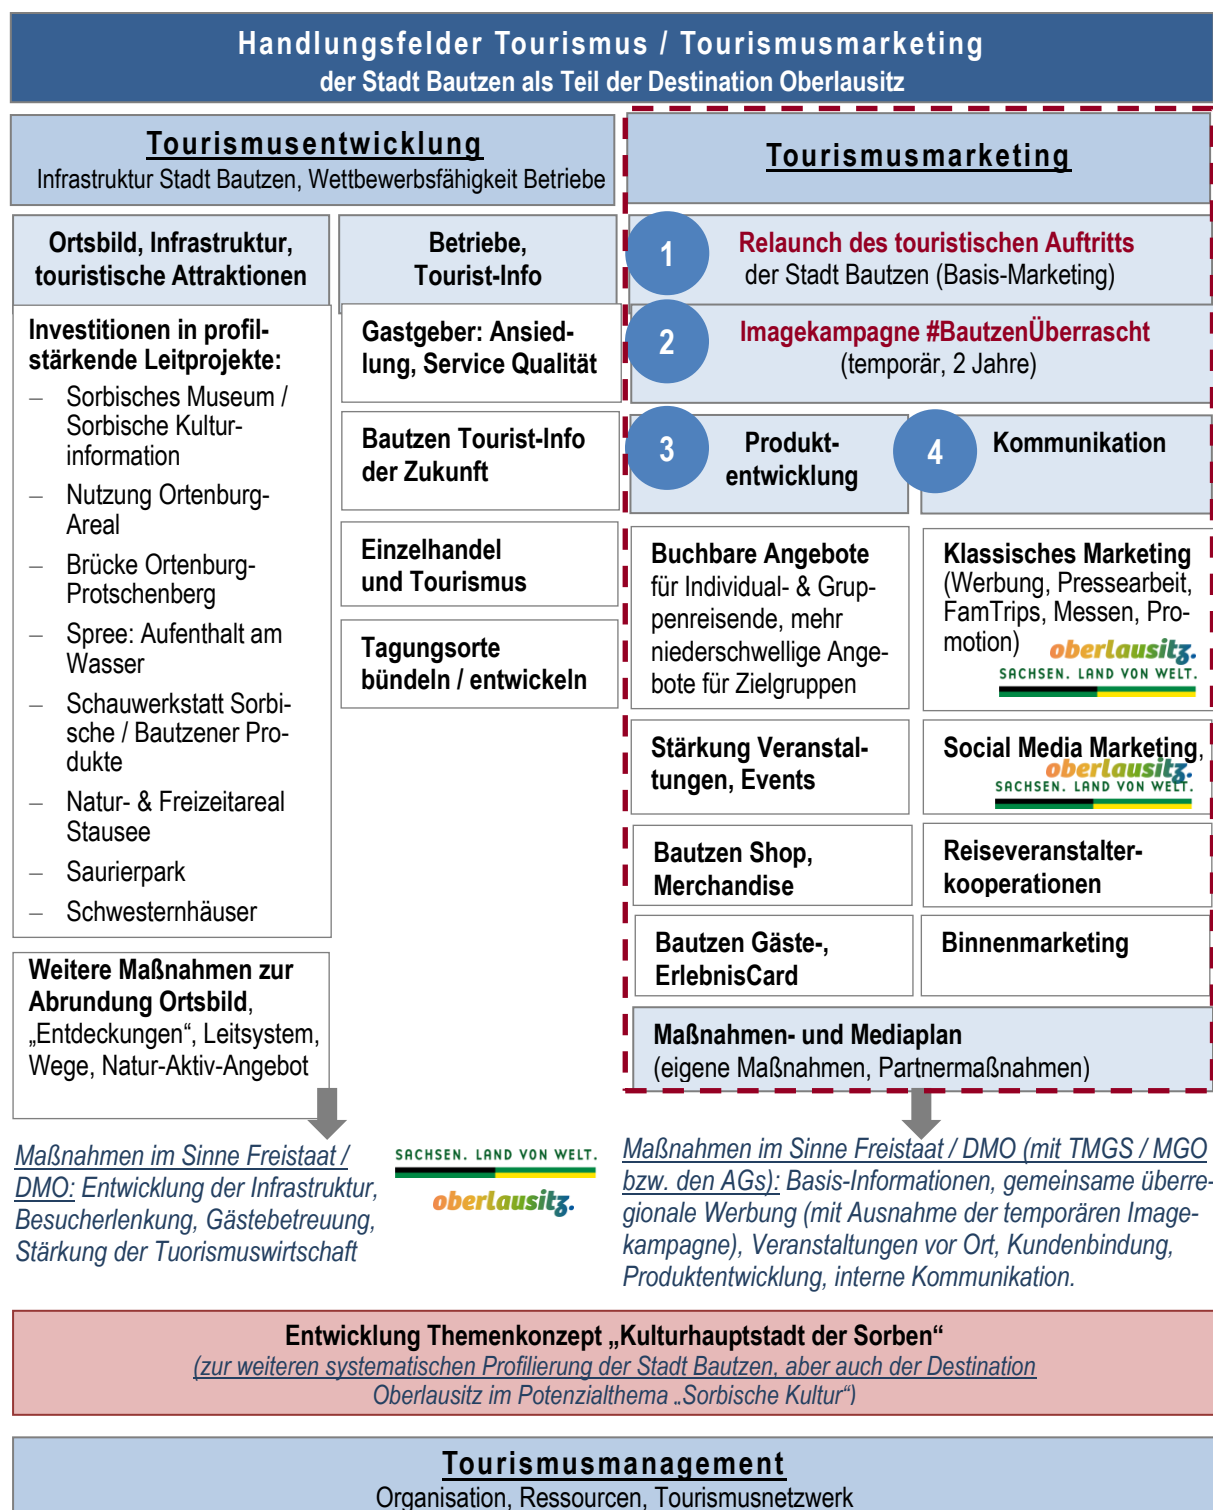 Handlungsfelder Tourismus / Tourismusmarketing
der Stadt Bautzen als Teil der Destination Oberlausitz
Tourismusentwicklung
Infrastruktur Stadt Bautzen, Wettbewerbsfähigkeit Betriebe
Ortsbild, Infrastruktur,
touristische Attraktionen
Investitionen in profil-
stärkende Leitprojekte:
– Sorbisches Museum /
Sorbische Kultur-
information
– Nutzung Ortenburg-
Areal
– Brücke Ortenburg-
Protschenberg
– Spree: Aufenthalt am
Wasser
– Schauwerkstatt Sorbi-
sche / Bautzener Pro-
dukte
– Natur- & Freizeitareal
Stausee
– Saurierpark
– Schwesternhäuser
Weitere Maßnahmen zur
Abrundung Ortsbild,
„Entdeckungen“, Leitsystem,
Wege, Natur-Aktiv-Angebot
Betriebe,
Tourist-Info
Gastgeber: Ansied-
lung, Service Qualität
Bautzen Tourist-Info
der Zukunft
Einzelhandel
und Tourismus
Tagungsorte
bündeln / entwickeln
Tourismusmarketing
1
Relaunch des touristischen Auftritts
der Stadt Bautzen (Basis-Marketing)
2
Imagekampagne #BautzenÜberrascht
(temporär, 2 Jahre)
3
Produkt-
entwicklung
Buchbare Angebote
für Individual- & Grup-
penreisende, mehr
niederschwellige Ange-
bote für Zielgruppen
Stärkung Veranstal-
tungen, Events
Bautzen Shop,
Merchandise
Bautzen Gäste-,
ErlebnisCard
4
Kommunikation
Klassisches Marketing
(Werbung, Pressearbeit,
FamTrips, Messen, Pro-
motion)
oberlausitz.
SACHSEN. LAND VON WELT.
Social Media Marketing,
oberlausitz.
SACHSEN. LAND VON WELT.
Reiseveranstalter-
kooperationen
Binnenmarketing
Maßnahmen- und Mediaplan
(eigene Maßnahmen, Partnermaßnahmen)
Maßnahmen im Sinne Freistaat /
DMO: Entwicklung der Infrastruktur,
Besucherlenkung, Gästebetreuung,
Stärkung der Tuorismuswirtschaft
SACHSEN. LAND VON WELT.
oberlausitz.
Maßnahmen im Sinne Freistaat / DMO (mit TMGS / MGO
bzw. den AGs): Basis-Informationen, gemeinsame überre-
gionale Werbung (mit Ausnahme der temporären Image-
kampagne), Veranstaltungen vor Ort, Kundenbindung,
Produktentwicklung, interne Kommunikation.
Entwicklung Themenkonzept „Kulturhauptstadt der Sorben“
(zur weiteren systematischen Profilierung der Stadt Bautzen, aber auch der Destination
Oberlausitz im Potenzialthema „Sorbische Kultur“)
Tourismusmanagement
Organisation, Ressourcen, Tourismusnetzwerk